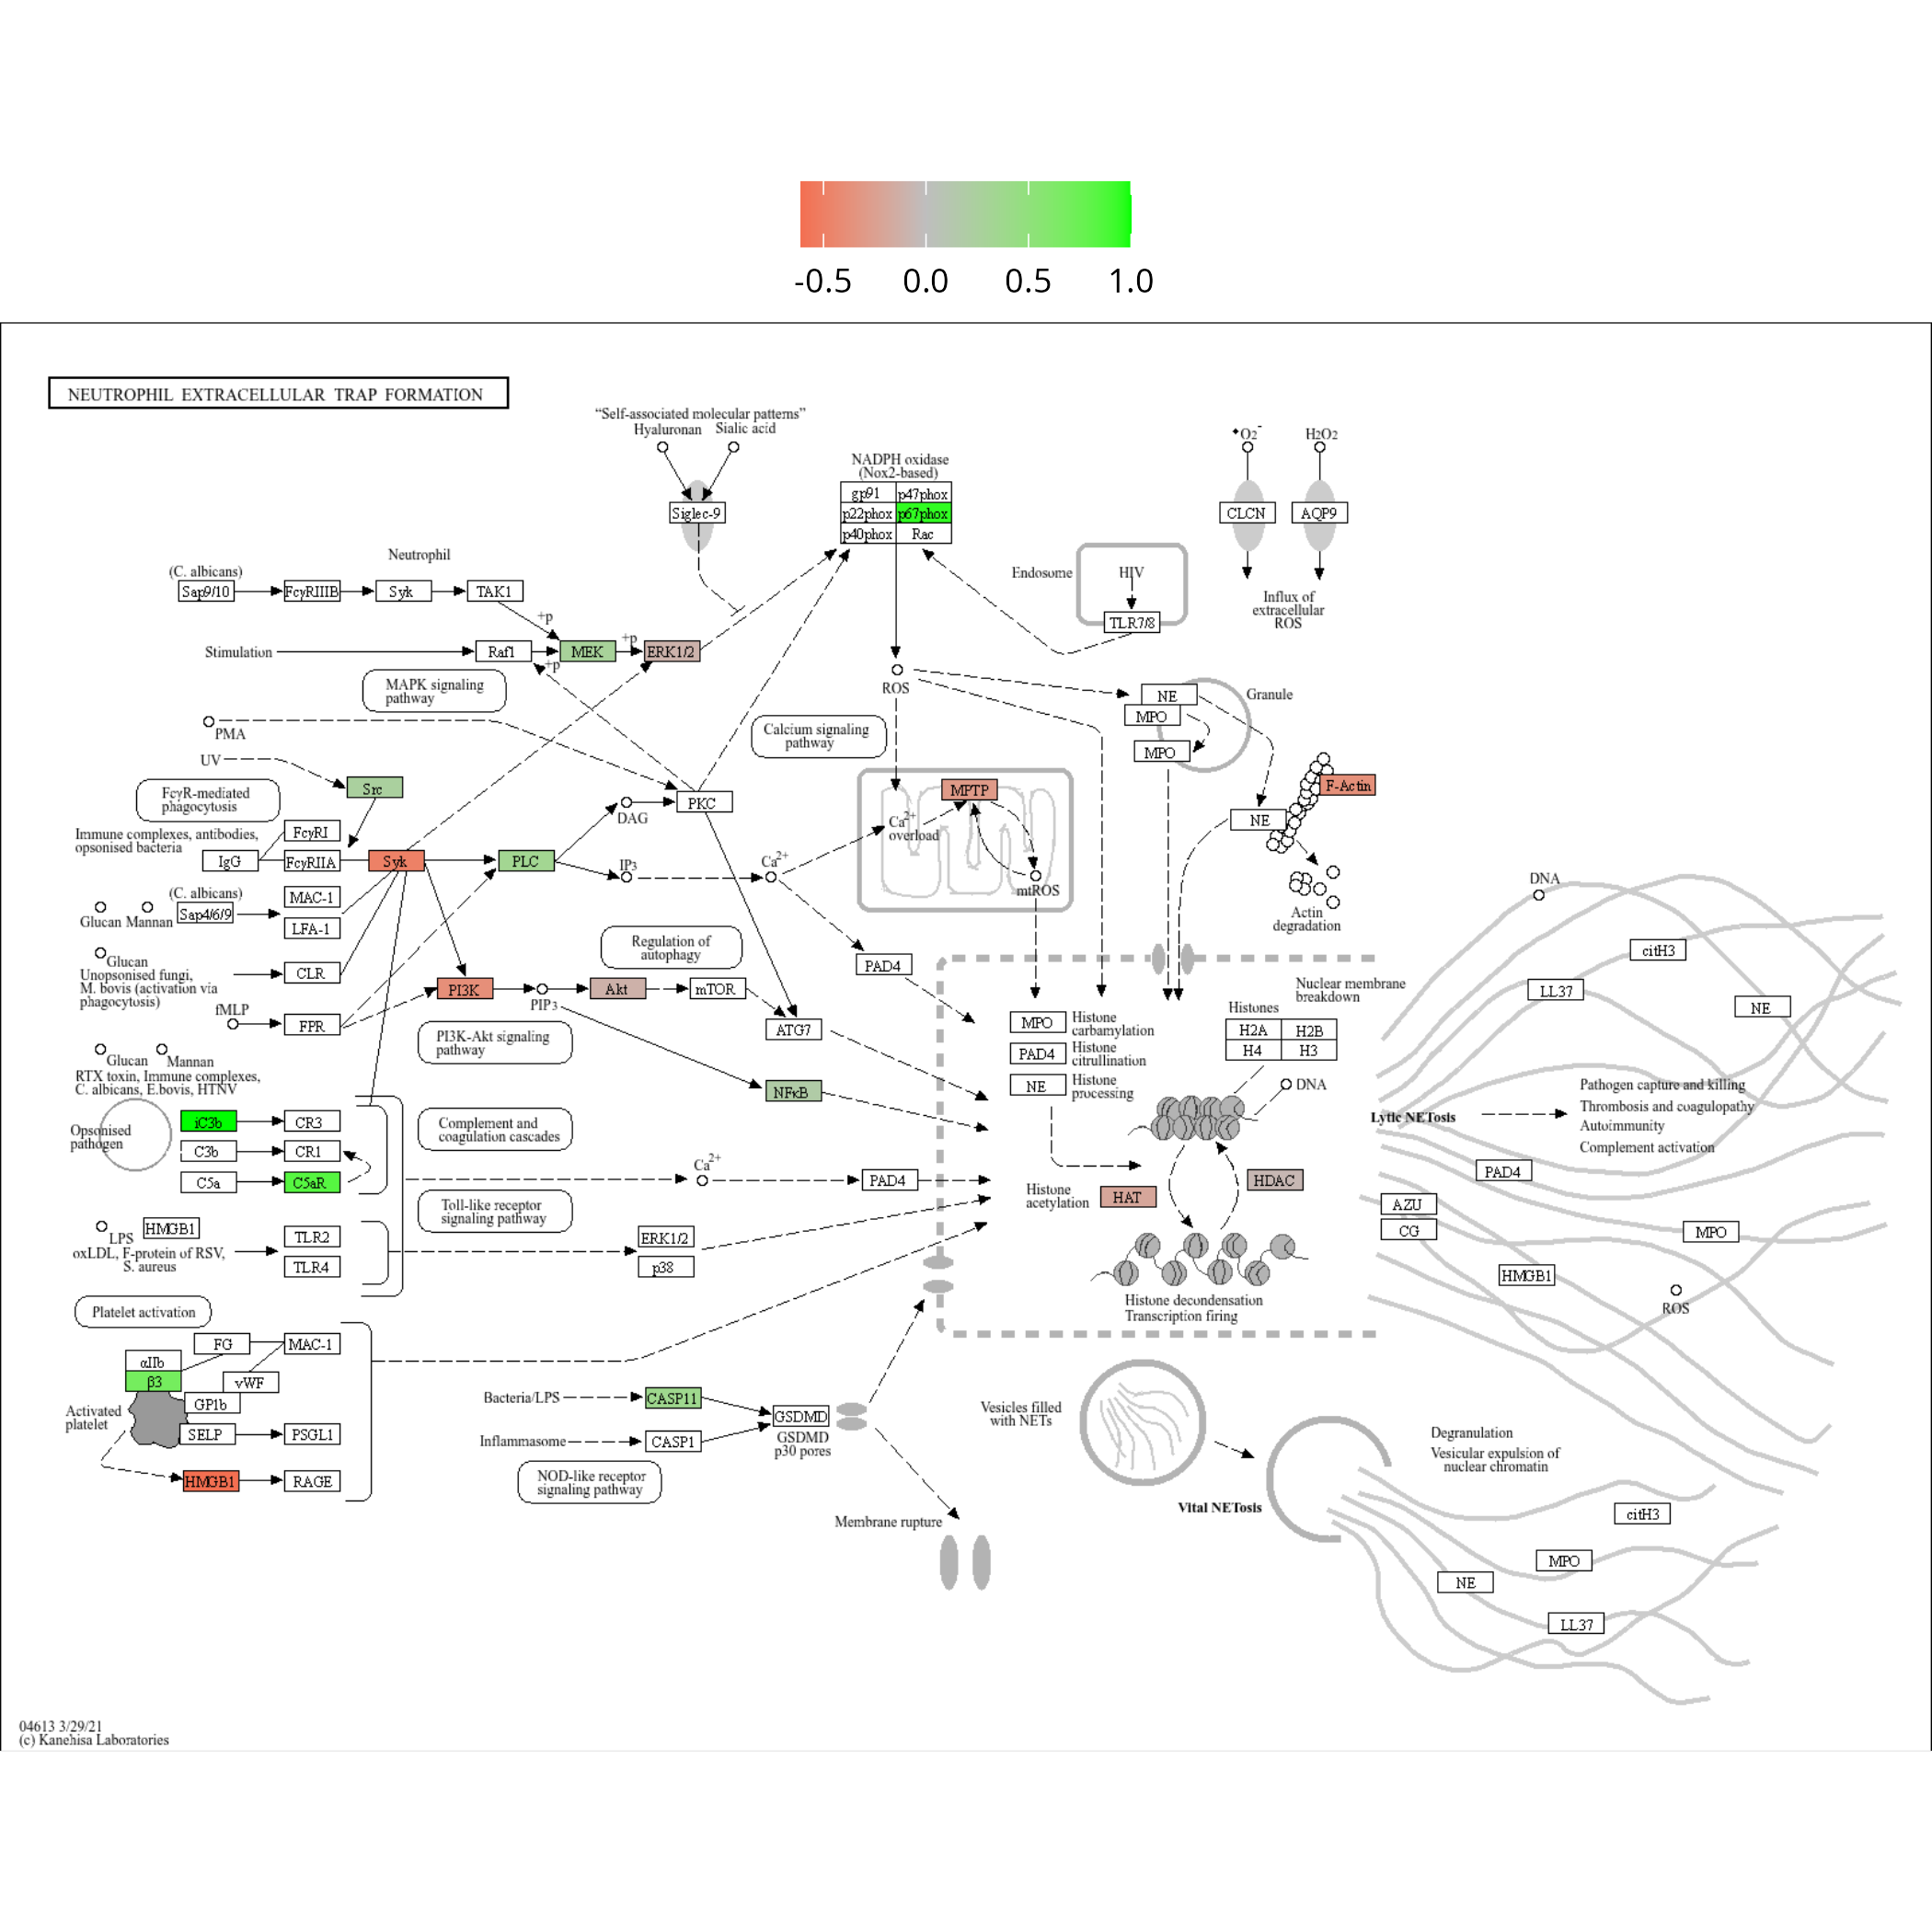 -0.5 0.0 0.5 1.0
NEUTROPHIL EXTRACELLULAR TRAP FORMATION
“Self-associated molecular patterns”
Hyaluronan Sialic acid
Siglec-9
NADPH oxidase
(Nox2-based)
gp91 p47phox
p22phox p67phox
p40phox Rac
•O2- H2O2
CLCN AQP9
Influx of
extracellular
ROS
Endosome HIV
TLR7/8
Neutrophil
(C. albicans)
Sap9/10 FcγRIIIB Syk TAK1
+p
Stimulation Raf1 MEK +p ERK1/2
+p
MAPK signaling
pathway
PMA
UV
Src
FcγR-mediated
phagocytosis
Immune complexes, antibodies,
opsonised bacteria
FcγRI
IgG FcγRIIA Syk PLC
DAG PKC
IP3 Ca2+
ROS
Calcium signaling
pathway
MPTP
Ca2+
overload
mtROS
NE Granule
MPO
MPO
F-Actin
NE
Actin
degradation
(C. albicans)
Glucan Mannan Sap4/6/9
MAC-1
LFA-1
Glucan
Unopsonised fungi,
M. bovis (activation via
phagocytosis)
CLR
fMLP
FPR
PI3K PIP3 Akt mTOR
Regulation of
autophagy
PAD4
ATG7
PI3K-Akt signaling
pathway
NFκB
Glucan Mannan
RTX toxin, Immune complexes,
C. albicans, E.bovis, HTNV
Opsonised
pathogen
iC3b CR3
C3b CR1
C5a C5aR
Complement and
coagulation cascades
Ca2+ PAD4
Toll-like receptor
signaling pathway
LPS HMGB1
oxLDL, F-protein of RSV,
S. aureus
TLR2
TLR4
ERK1/2
p38
Nuclear membrane
breakdown
MPO Histone
carbamylation
PAD4 Histone
citrullination
NE Histone
processing
Histones
H2A H2B
H4 H3
DNA
Histone
acetylation
HAT HDAC
Histone decondensation
Transcription firing
DNA
citH3
LL37
NE
Lytic NETosis
Pathogen capture and killing
Thrombosis and coagulopathy
Autoimmunity
Complement activation
PAD4
AZU
CG
MPO
HMGB1
ROS
Platelet activation
FG MAC-1
αIIb
β3
vWF
GP1b
Activated
platelet
SELP PSGL1
HMGB1 RAGE
Bacteria/LPS CASP11
Inflammasome CASP1
GSDMD
GSDMD
p30 pores
NOD-like receptor
signaling pathway
Membrane rupture
Vesicles filled
with NETs
Vital NETosis
Degranulation
Vesicular expulsion of
nuclear chromatin
citH3
MPO
NE
LL37
04613 3/29/21
(c) Kanehisa Laboratories